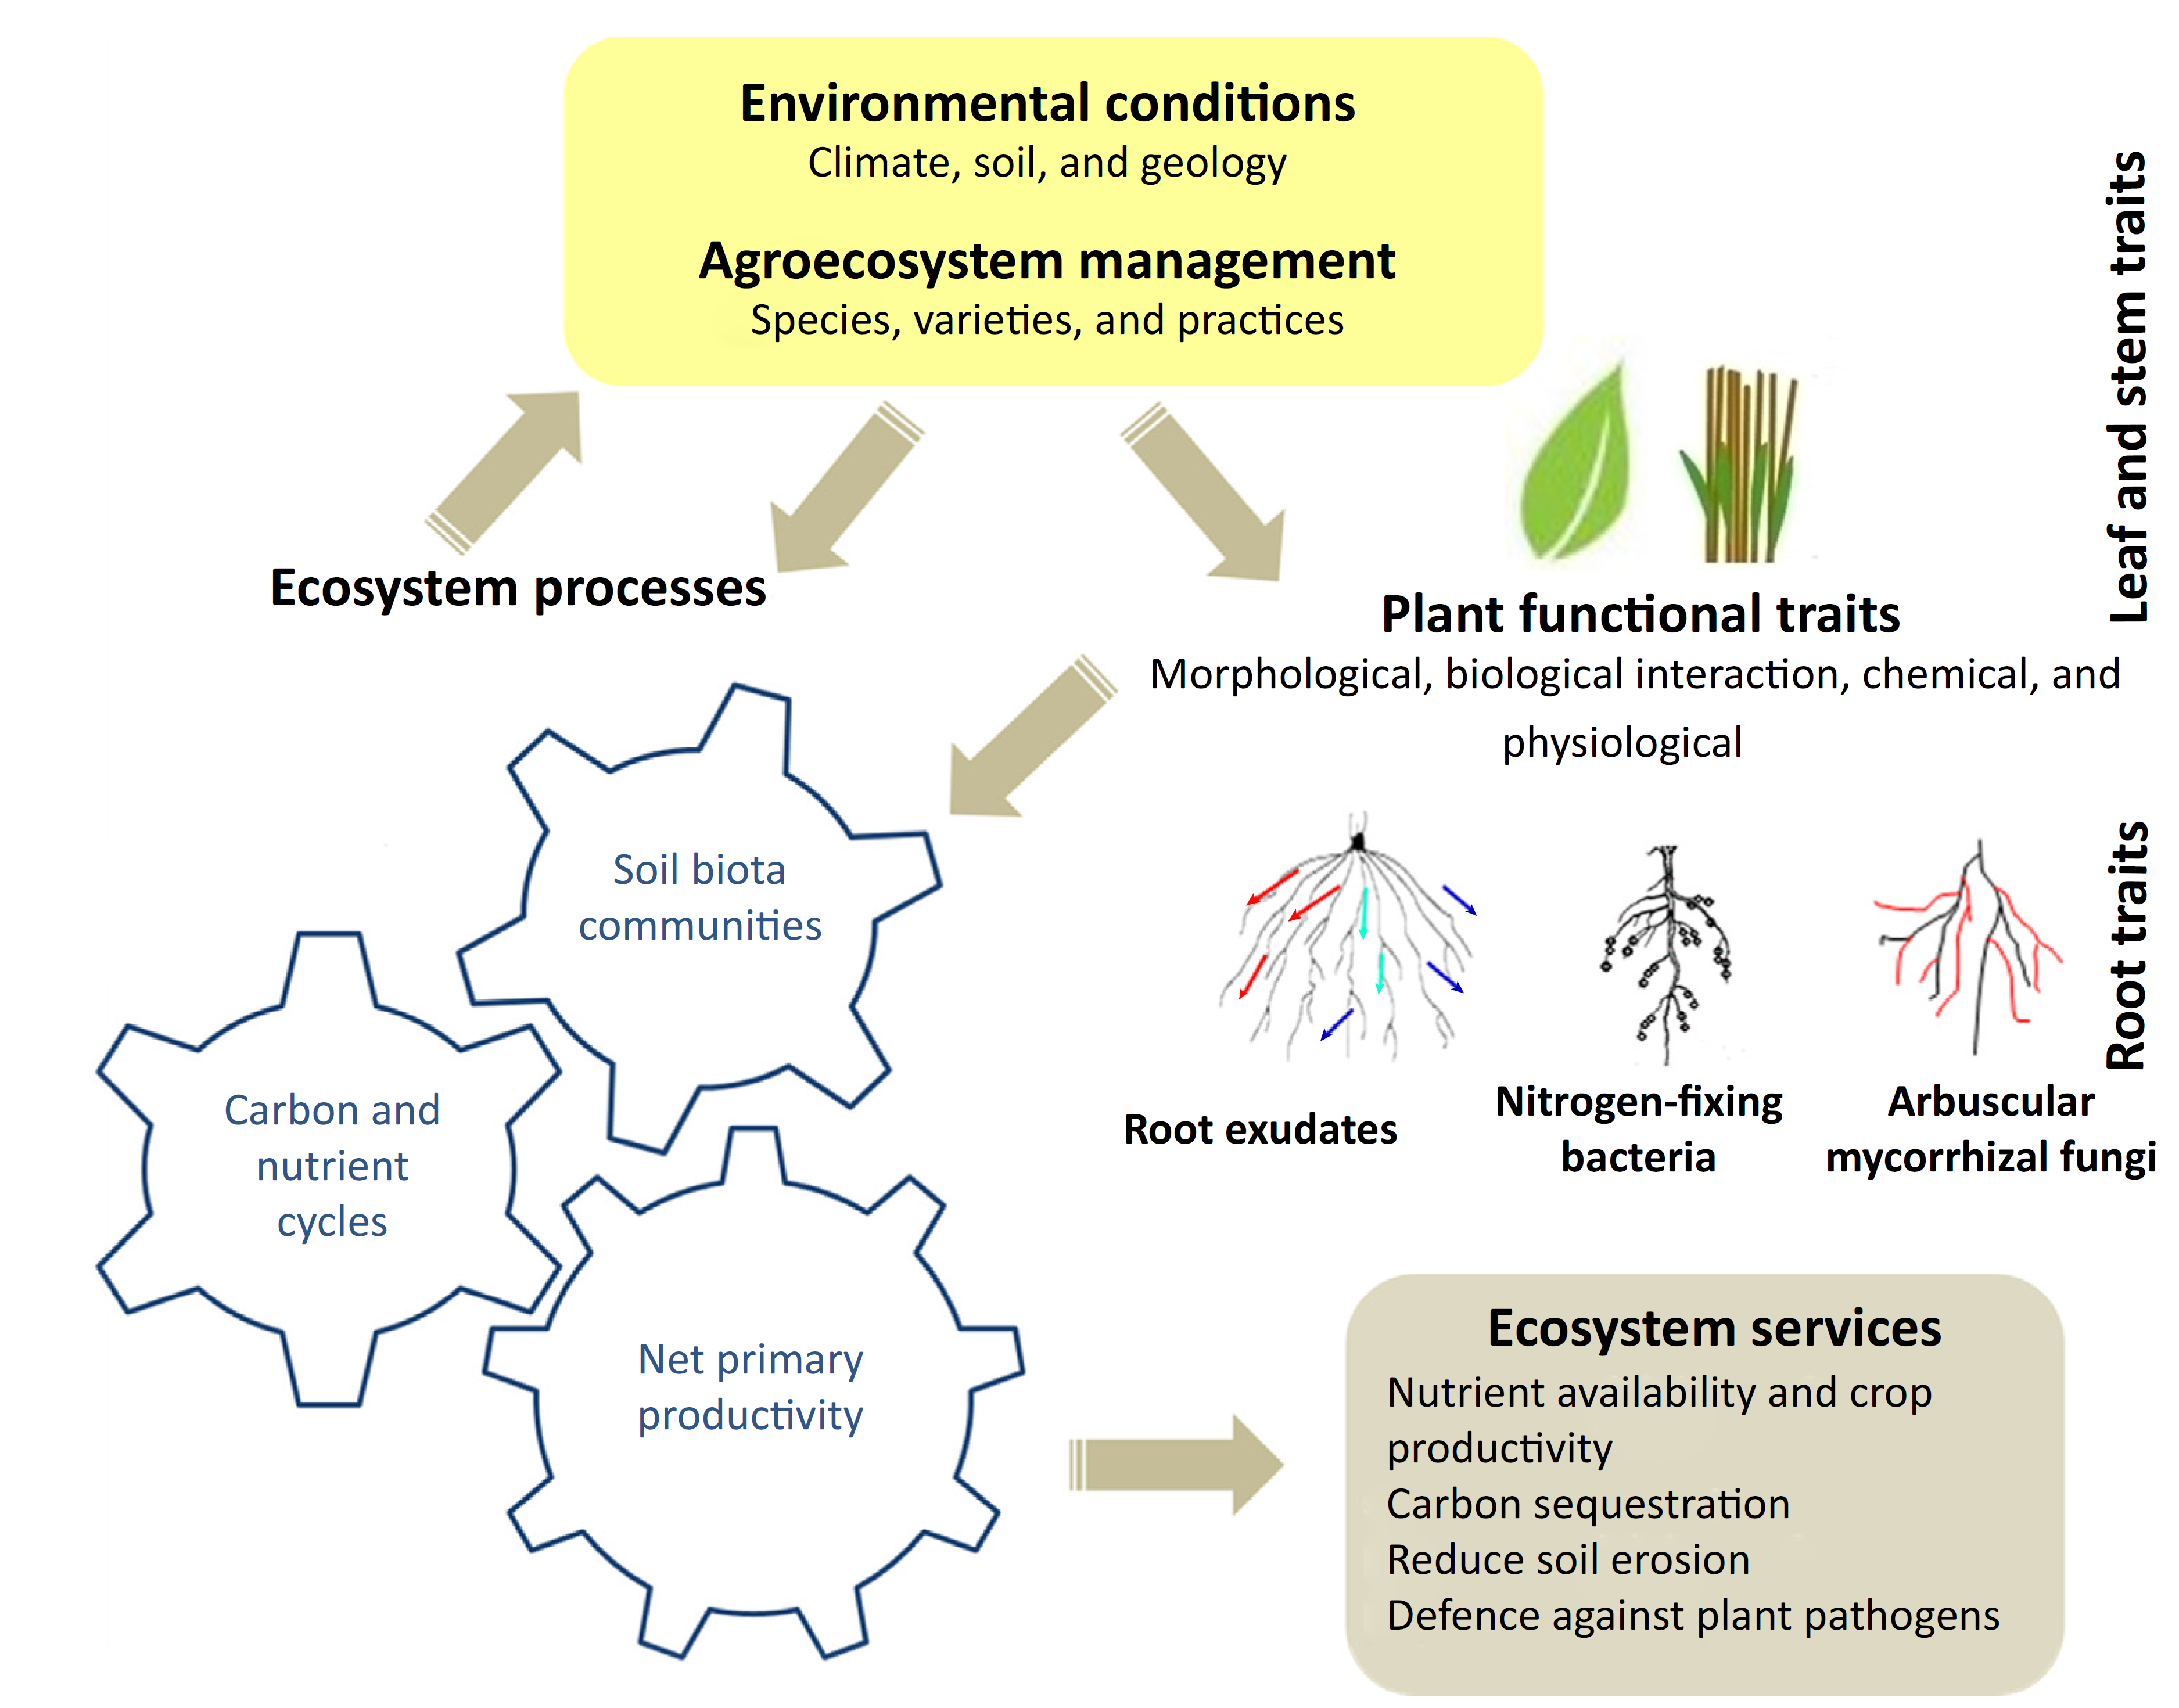 Environmental conditions
Climate, soil, and geology
Agroecosystem management
Species, varieties, and practices
Leaf and stem traits
Ecosystem processes
Plant functional traits
Morphological, biological interaction, chemical, and
physiological
Soil biota
communities
Carbon and
nutrient
cycles
Net primary
productivity
Root traits
Root exudates
Nitrogen-fixing
bacteria
Arbuscular
mycorrhizal fungi
Ecosystem services
Nutrient availability and crop
productivity
Carbon sequestration
Reduce soil erosion
Defence against plant pathogens